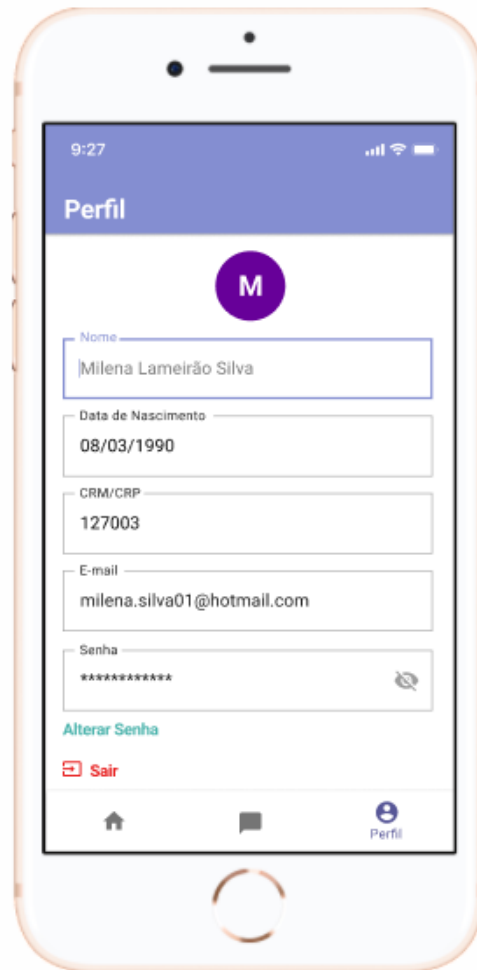 9:27
Perfil
M
Nome
Milena Lameirão Silva
Data de Nascimento
08/03/1990
CRM/CRP
127003
E-mail
milena.silva01@hotmail.com
Senha
************
Alterar Senha
Sair
Perfil